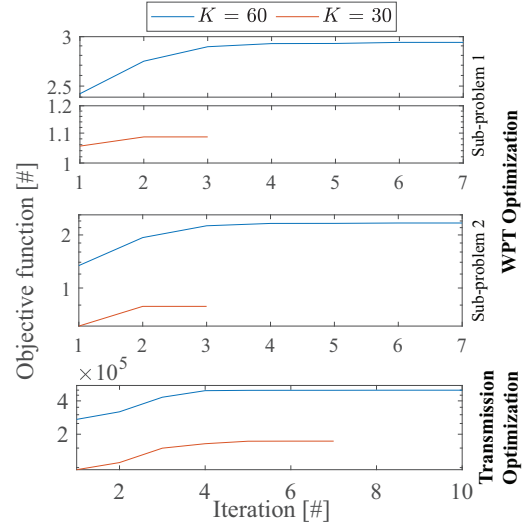 K = 60 K = 30
3
2.5
Sub-problem 1
1.2
1.1
1
1 2 3 4 5 6 7
WPT Optimization
Objective function [#]
2
1
Sub-problem 2
1 2 3 4 5 6 7
×10⁵
4
2
Transmission
Optimization
2 4 6 8 10
Iteration [#]